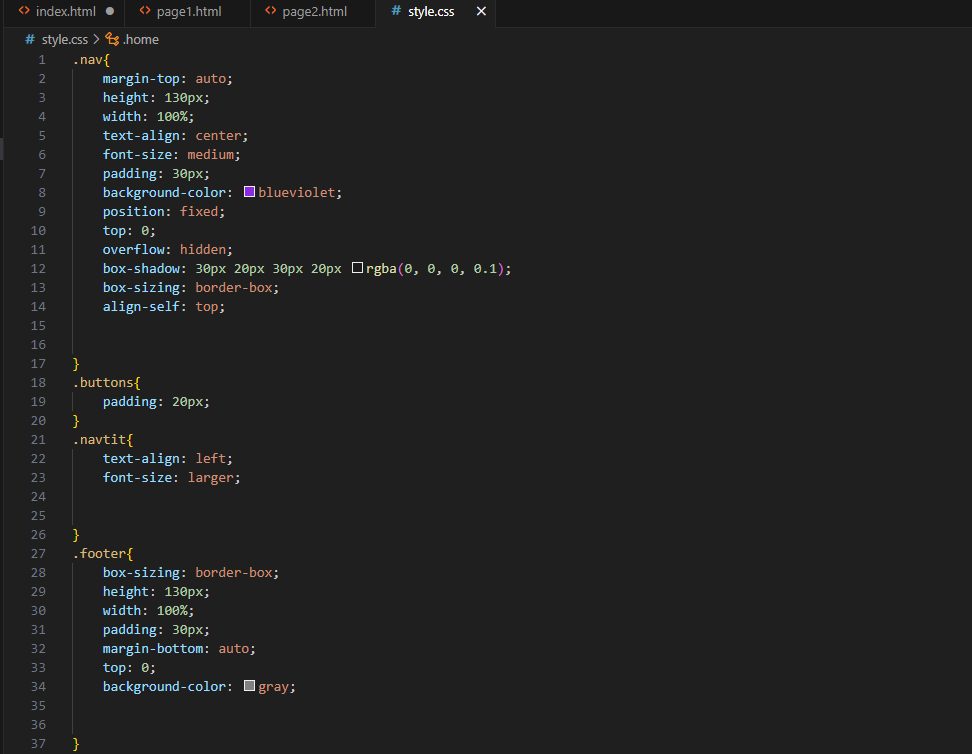 index.html page1.html page2.html # style.css
# style.css > .home
1 .nav{
2 margin-top: auto;
3 height: 130px;
4 width: 100%;
5 text-align: center;
6 font-size: medium;
7 padding: 30px;
8 background-color: blueviolet;
9 position: fixed;
10 top: 0;
11 overflow: hidden;
12 box-shadow: 30px 20px 30px 20px rgba(0, 0, 0, 0.1);
13 box-sizing: border-box;
14 align-self: top;
15
16
17 }
18 .buttons{
19 padding: 20px;
20 }
21 .navtit{
22 text-align: left;
23 font-size: larger;
24
25
26 }
27 .footer{
28 box-sizing: border-box;
29 height: 130px;
30 width: 100%;
31 padding: 30px;
32 margin-bottom: auto;
33 top: 0;
34 background-color: gray;
35
36
37 }